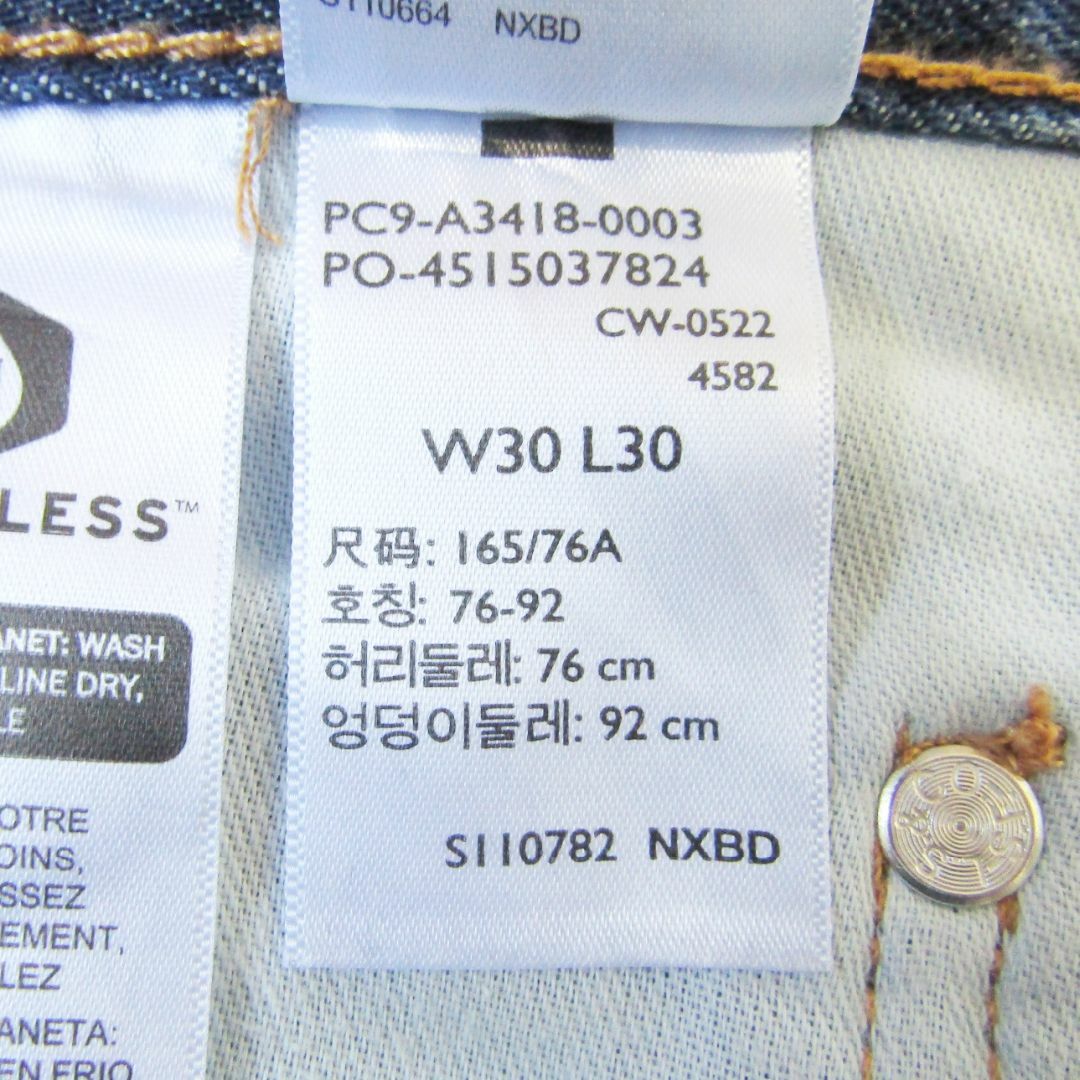 S110664 NXBD
PC9-A3418-0003
PO-4515037824
CW-0522
4582
W30 L30
尺码: 165/76A
호칭: 76-92
허리둘레: 76 cm
엉덩이둘레: 92 cm
S110782 NXBD
LESS™
ANET: WASH
LINE DRY,
LE
OTRE
OINS,
SSEZ
EMENT,
LEZ
ANETA:
EN FRIO